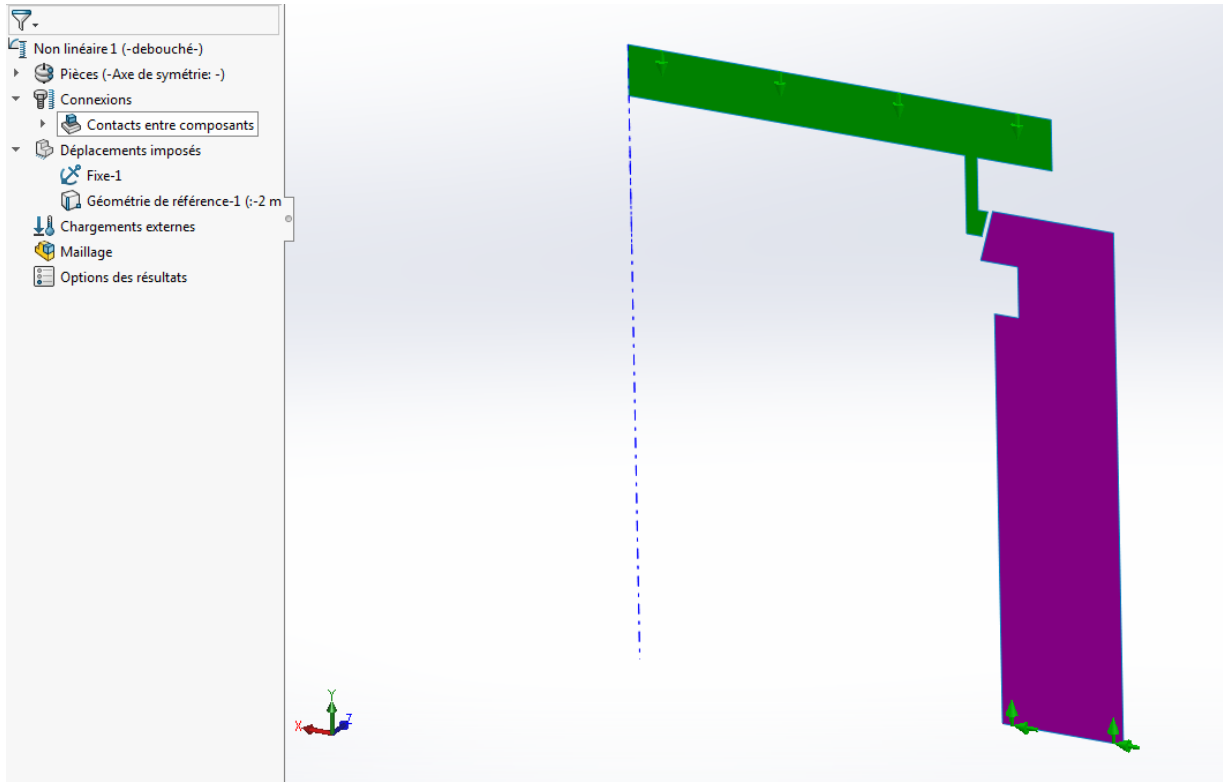 Non linéaire 1 (-debouché-)
Pièces (-Axe de symétrie: -)
Connexions
Contacts entre composants
Déplacements imposés
Fixe-1
Géométrie de référence-1 (:-2 m
Chargements externes
Maillage
Options des résultats
Y
X
Z